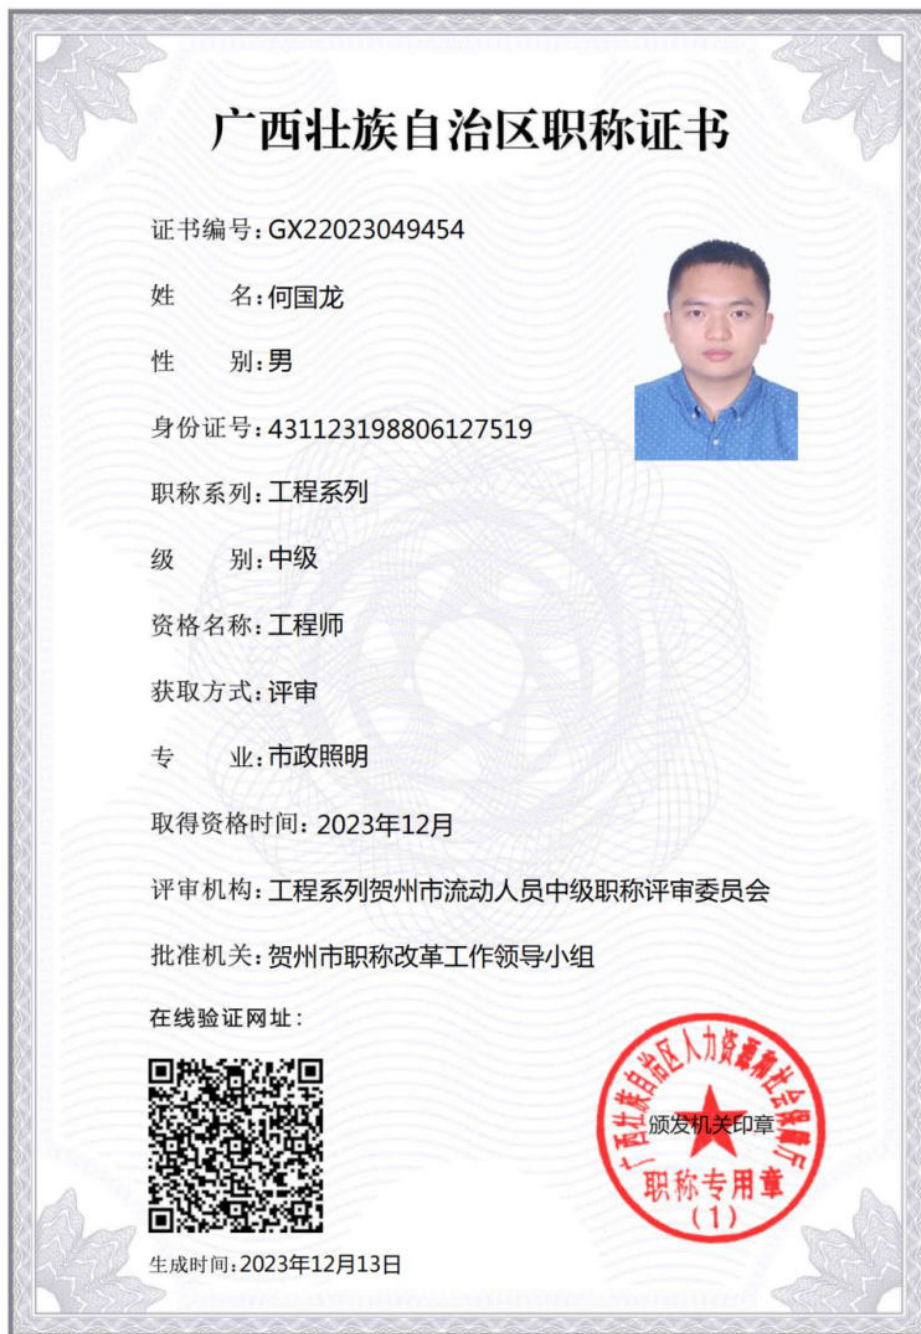 广西壮族自治区职称证书
证书编号:GX22023049454
姓 名:何国龙
性 别:男
身份证号:431123198806127519
职称系列:工程系列
级 别:中级
资格名称:工程师
获取方式:评审
专 业:市政照明
取得资格时间:2023年12月
评审机构:工程系列贺州市流动人员中级职称评审委员会
批准机关:贺州市职称改革工作领导小组
在线验证网址:
广西壮族自治区人力资源和社会保障厅
颁发机关印章
职称专用章
(1)
生成时间:2023年12月13日